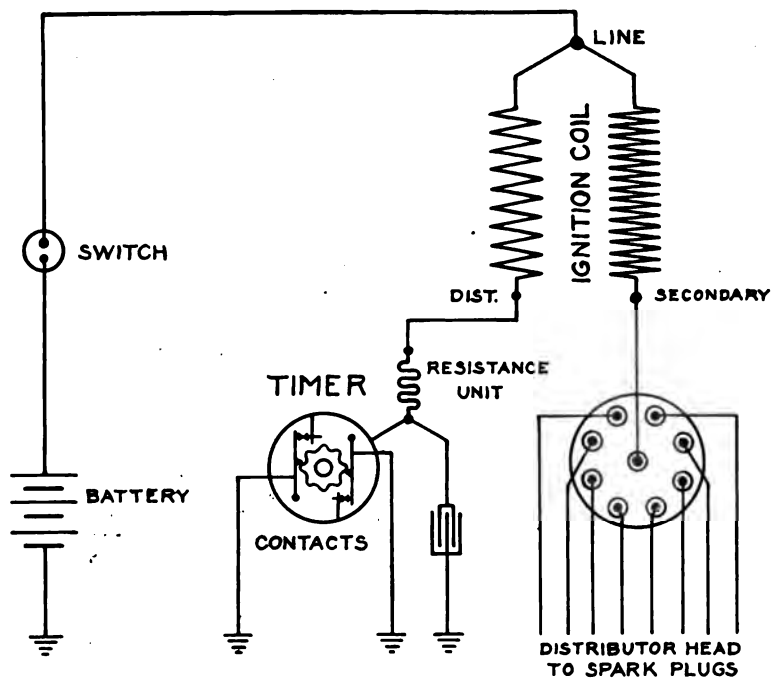 LINE
IGNITION COIL
SWITCH
DIST.
SECONDARY
RESISTANCE
UNIT
TIMER
BATTERY
CONTACTS
DISTRIBUTOR HEAD
TO SPARK PLUGS